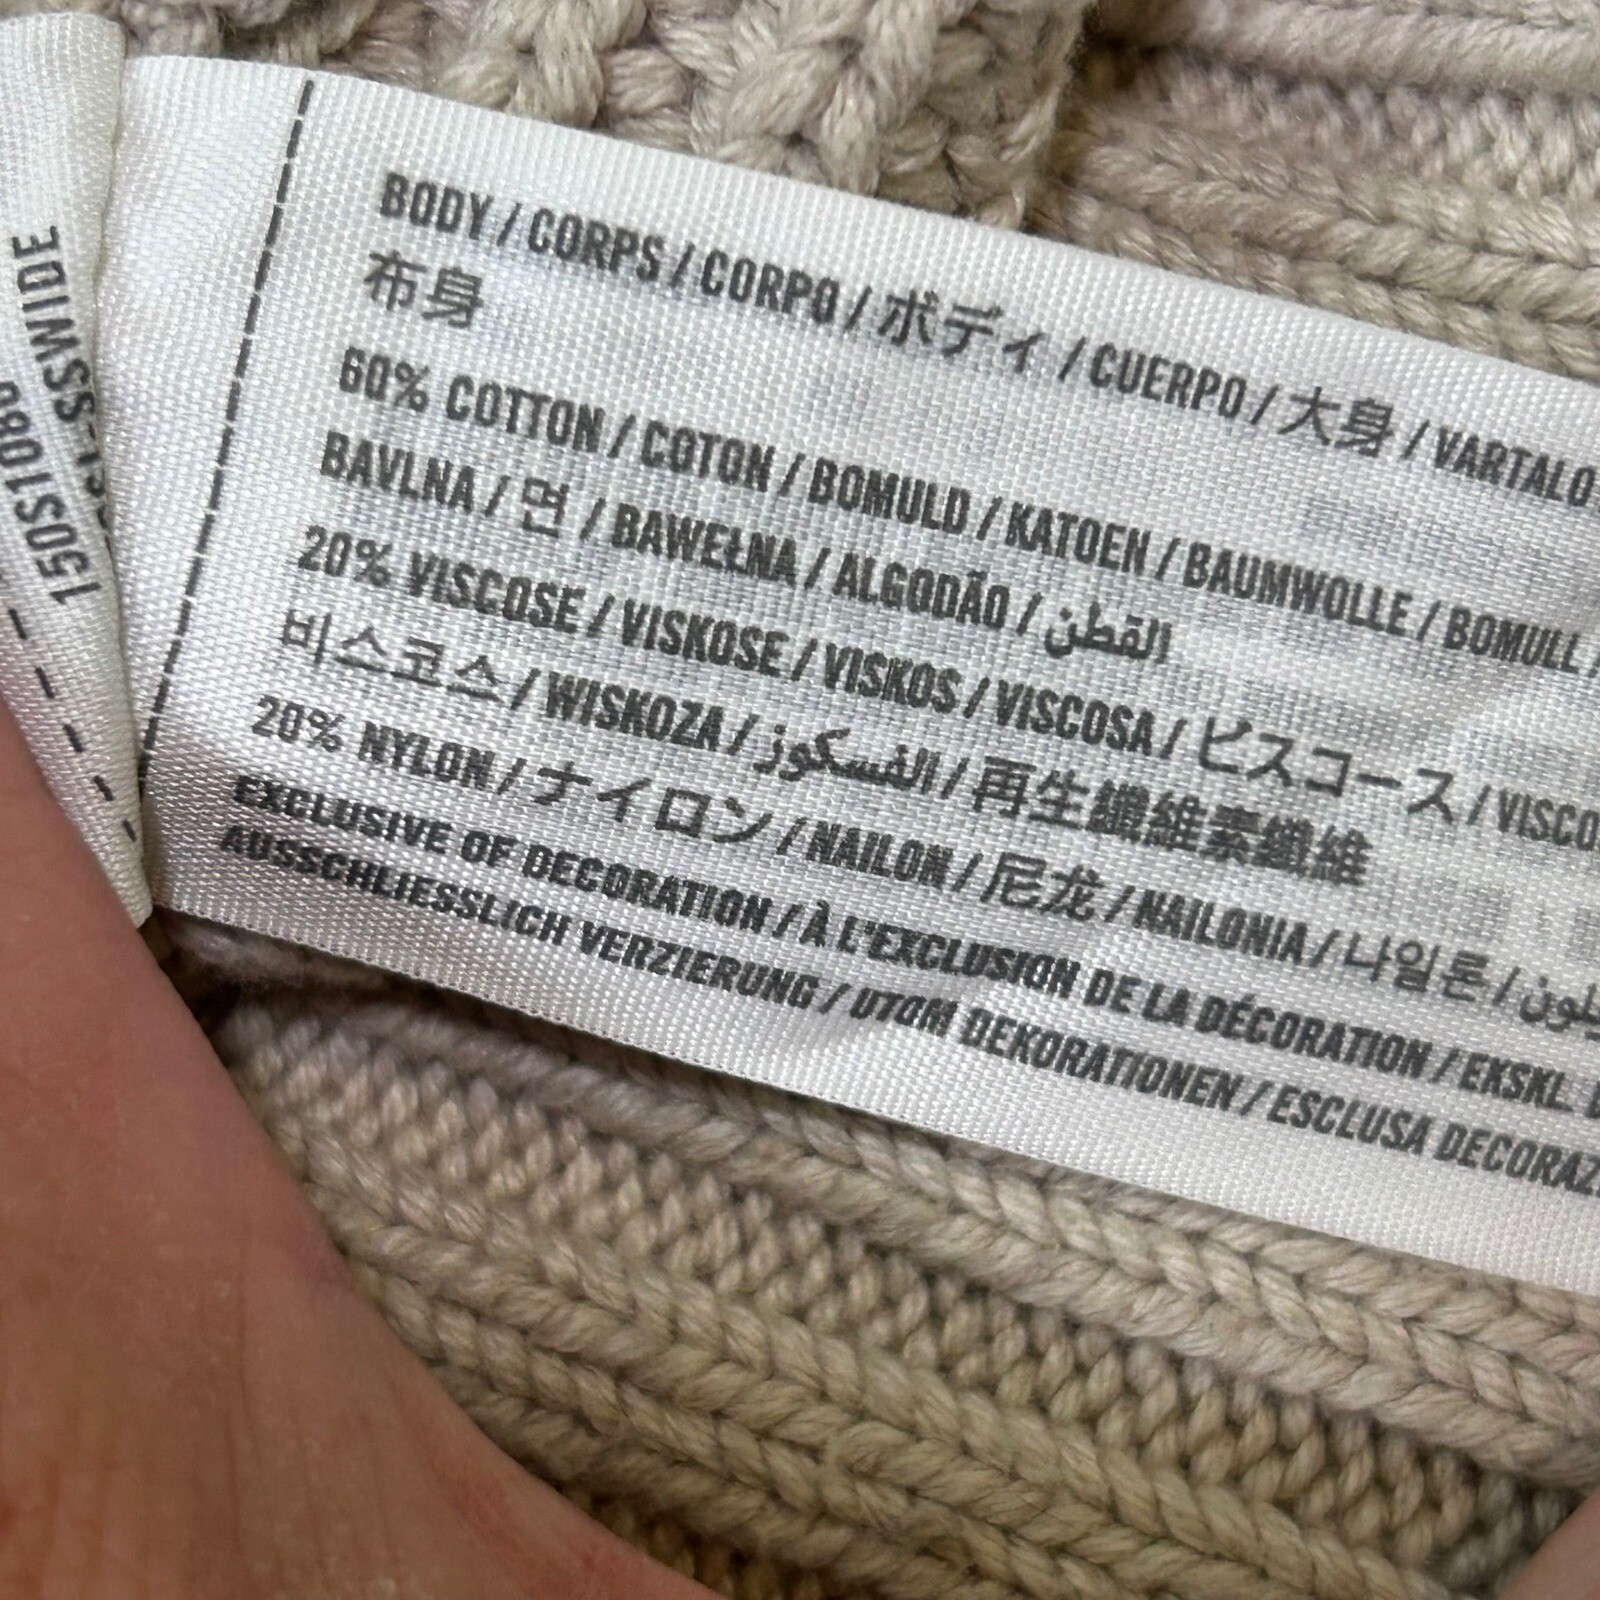 BODY / CORPS / CORPO / ボディ / CUERPO / 大身 / VARTALO
布身
60% COTTON / COTON / BOMULD / KATOEN / BAUMWOLLE / BOMULL /
BAVLNA / 면 / BAWEŁNA / ALGODÃO / القطن
20% VISCOSE / VISKOSE / VISKOS / VISCOSA / ビスコース / VISCO
비스코스 / WISKOZA / الفسكوز / 再生纖維素纖維
20% NYLON / ナイロン / NAILON / 尼龙 / NAILONIA / 나일론 /
EXCLUSIVE OF DECORATION / À L'EXCLUSION DE LA DÉCORATION / EKSKL.
AUSSCHLIESSLICH VERZIERUNG / UTOM DEKORATIONEN / ESCLUSA DECORAZ
150S1080